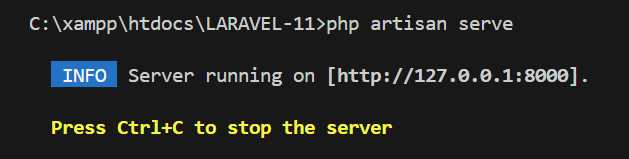 C:\xampp\htdocs\LARAVEL-11>php artisan serve
INFO Server running on [http://127.0.0.1:8000].
Press Ctrl+C to stop the server